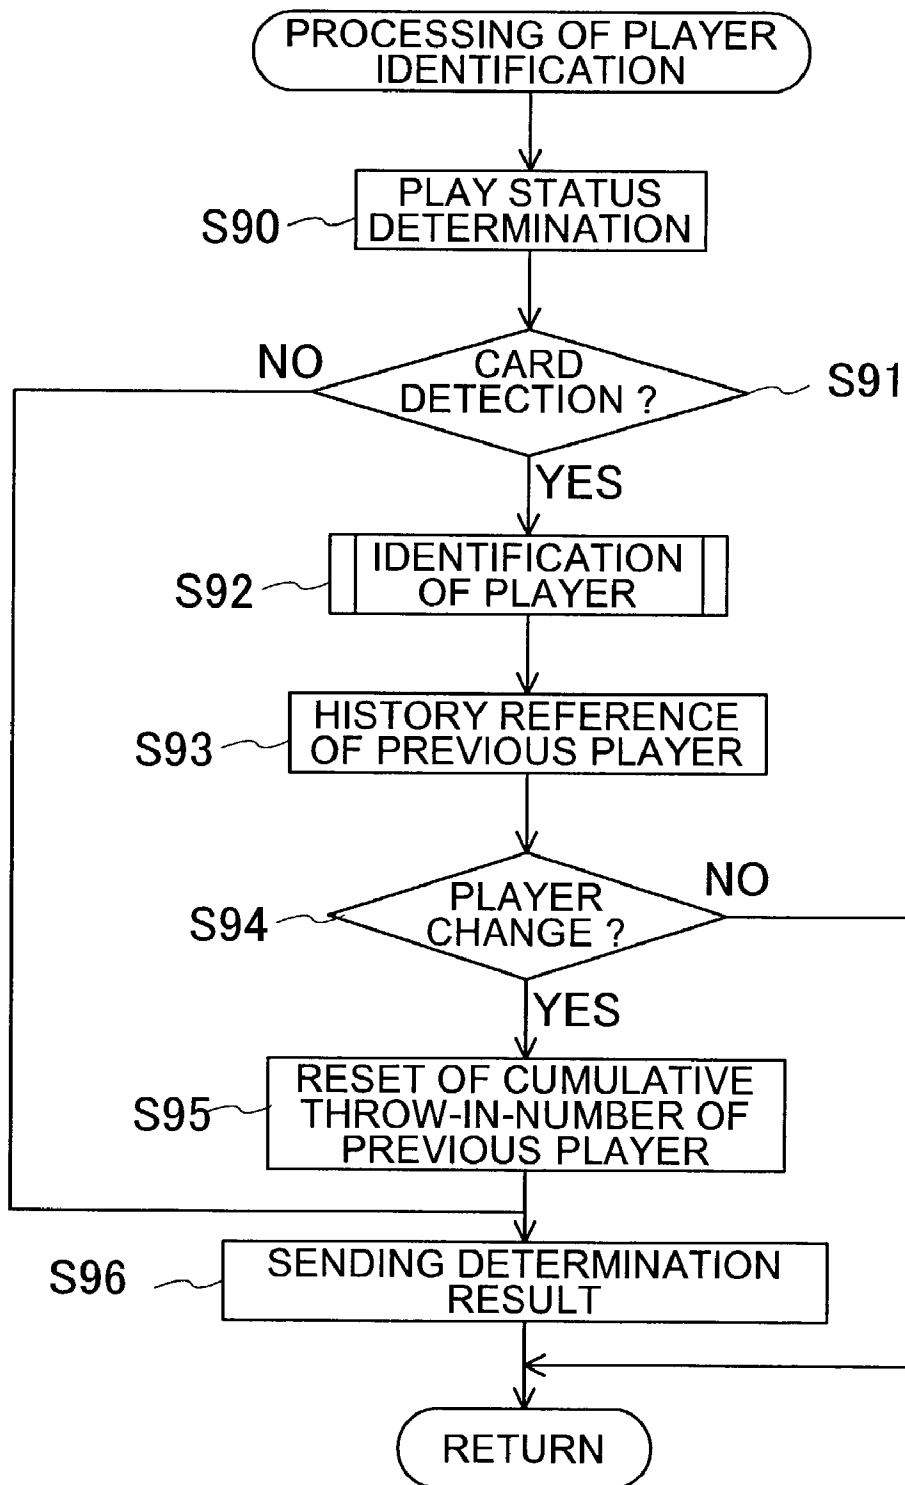 PROCESSING OF PLAYER
IDENTIFICATION
PLAY STATUS
DETERMINATION
S90
CARD
DETECTION ?
NO
S91
YES
IDENTIFICATION
OF PLAYER
S92
HISTORY REFERENCE
OF PREVIOUS PLAYER
S93
PLAYER
CHANGE ?
NO
S94
YES
RESET OF CUMULATIVE
THROW-IN-NUMBER OF
PREVIOUS PLAYER
S95
SENDING DETERMINATION
RESULT
S96
RETURN